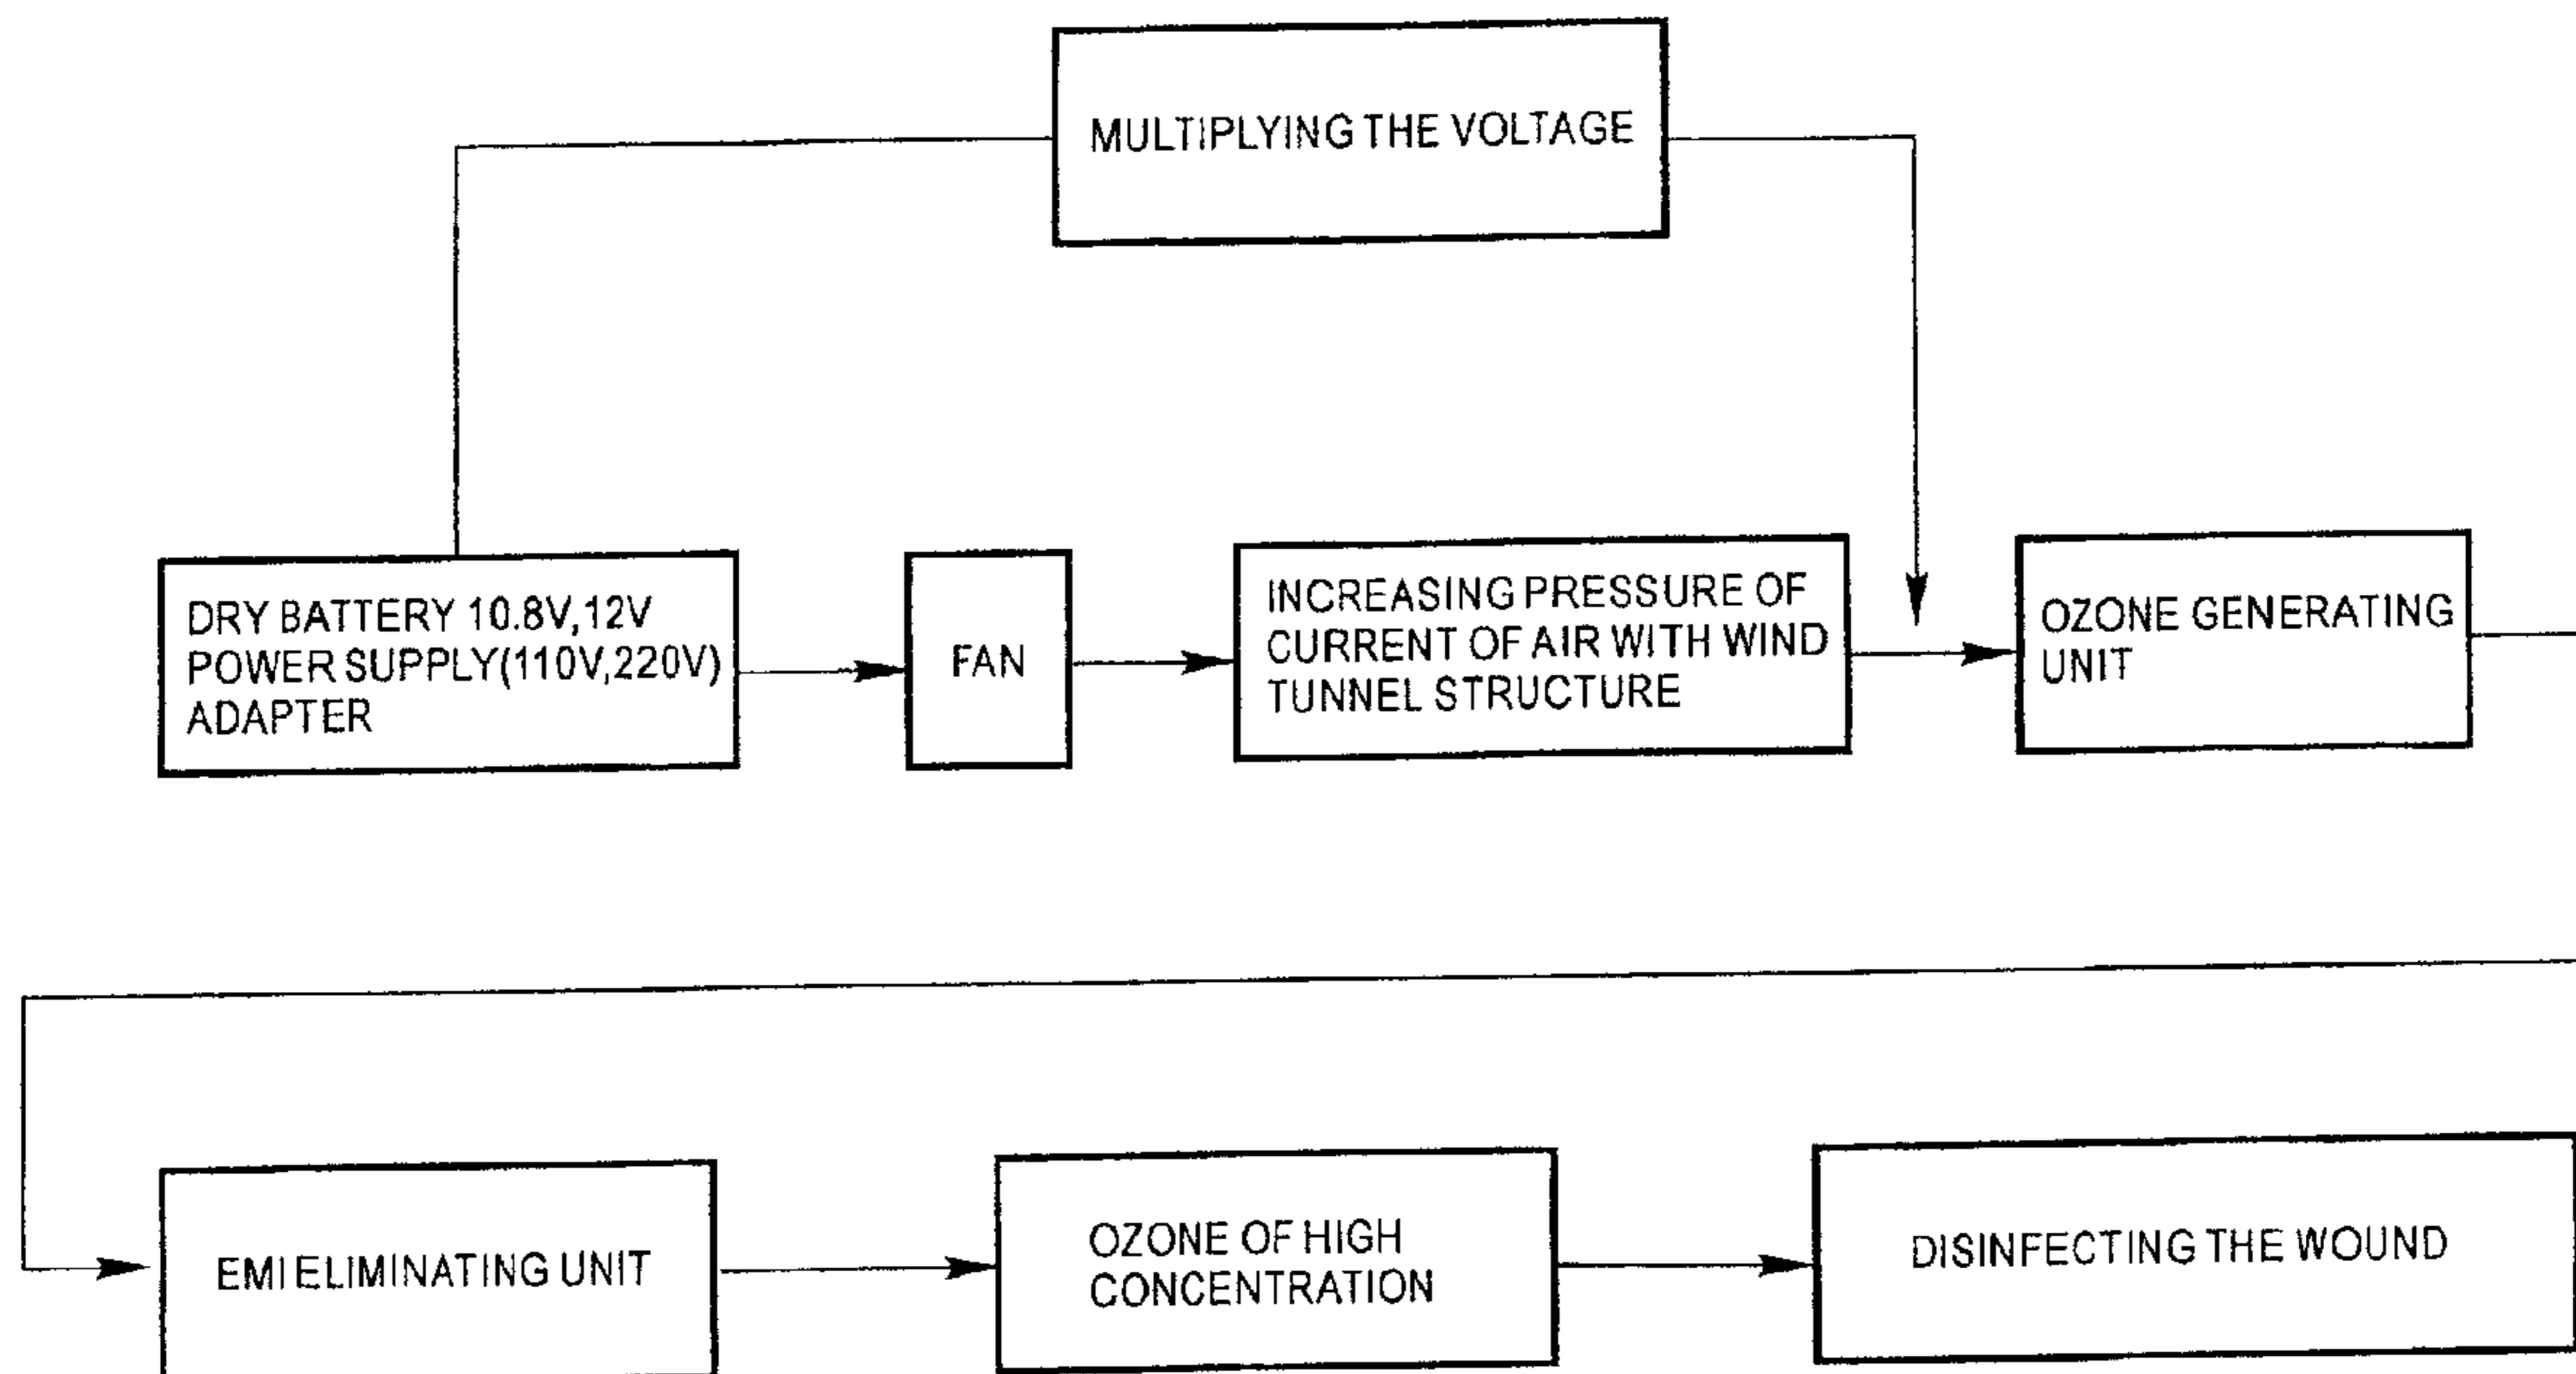 MULTIPLYING THE VOLTAGE
DRY BATTERY 10.8V,12V
POWER SUPPLY(110V,220V)
ADAPTER
FAN
INCREASING PRESSURE OF
CURRENT OF AIR WITH WIND
TUNNEL STRUCTURE
OZONE GENERATING
UNIT
EMI ELIMINATING UNIT
OZONE OF HIGH
CONCENTRATION
DISINFECTING THE WOUND